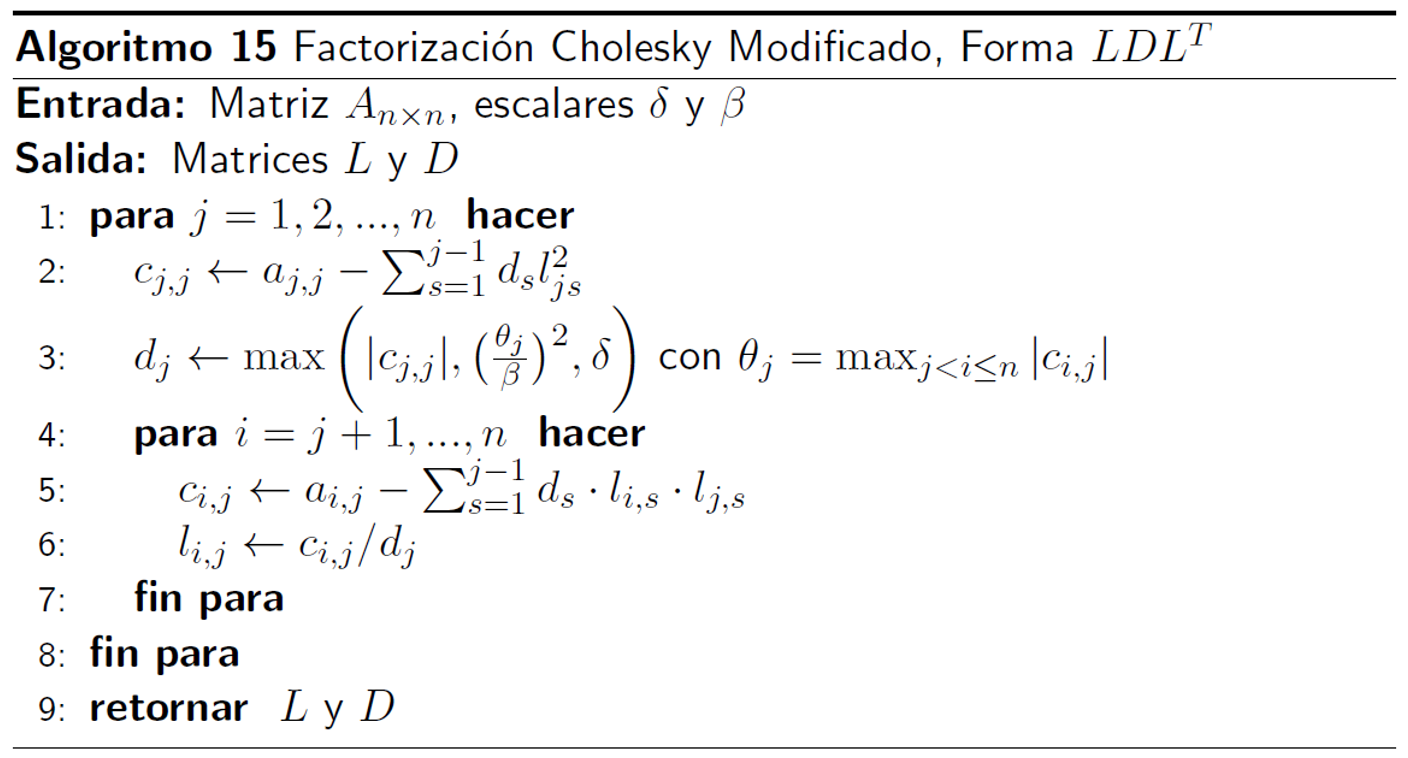 Algoritmo 15 Factorización Cholesky Modificado, Forma $LDL^T$
Entrada: Matriz $A_{n \times n}$, escalares $\delta$ y $\beta$
Salida: Matrices $L$ y $D$
1: para $j = 1, 2, ..., n$ hacer
2: $c_{j,j} \leftarrow a_{j,j} - \sum_{s=1}^{j-1} d_s l_{js}^2$
3: $d_j \leftarrow \max \left( |c_{j,j}|, \left( \frac{\theta_j}{\beta} \right)^2, \delta \right)$ con $\theta_j = \max_{j < i \leq n} |c_{i,j}|$
4: para $i = j + 1, ..., n$ hacer
5: $c_{i,j} \leftarrow a_{i,j} - \sum_{s=1}^{j-1} d_s \cdot l_{i,s} \cdot l_{j,s}$
6: $l_{i,j} \leftarrow c_{i,j} / d_j$
7: fin para
8: fin para
9: retornar $L$ y $D$